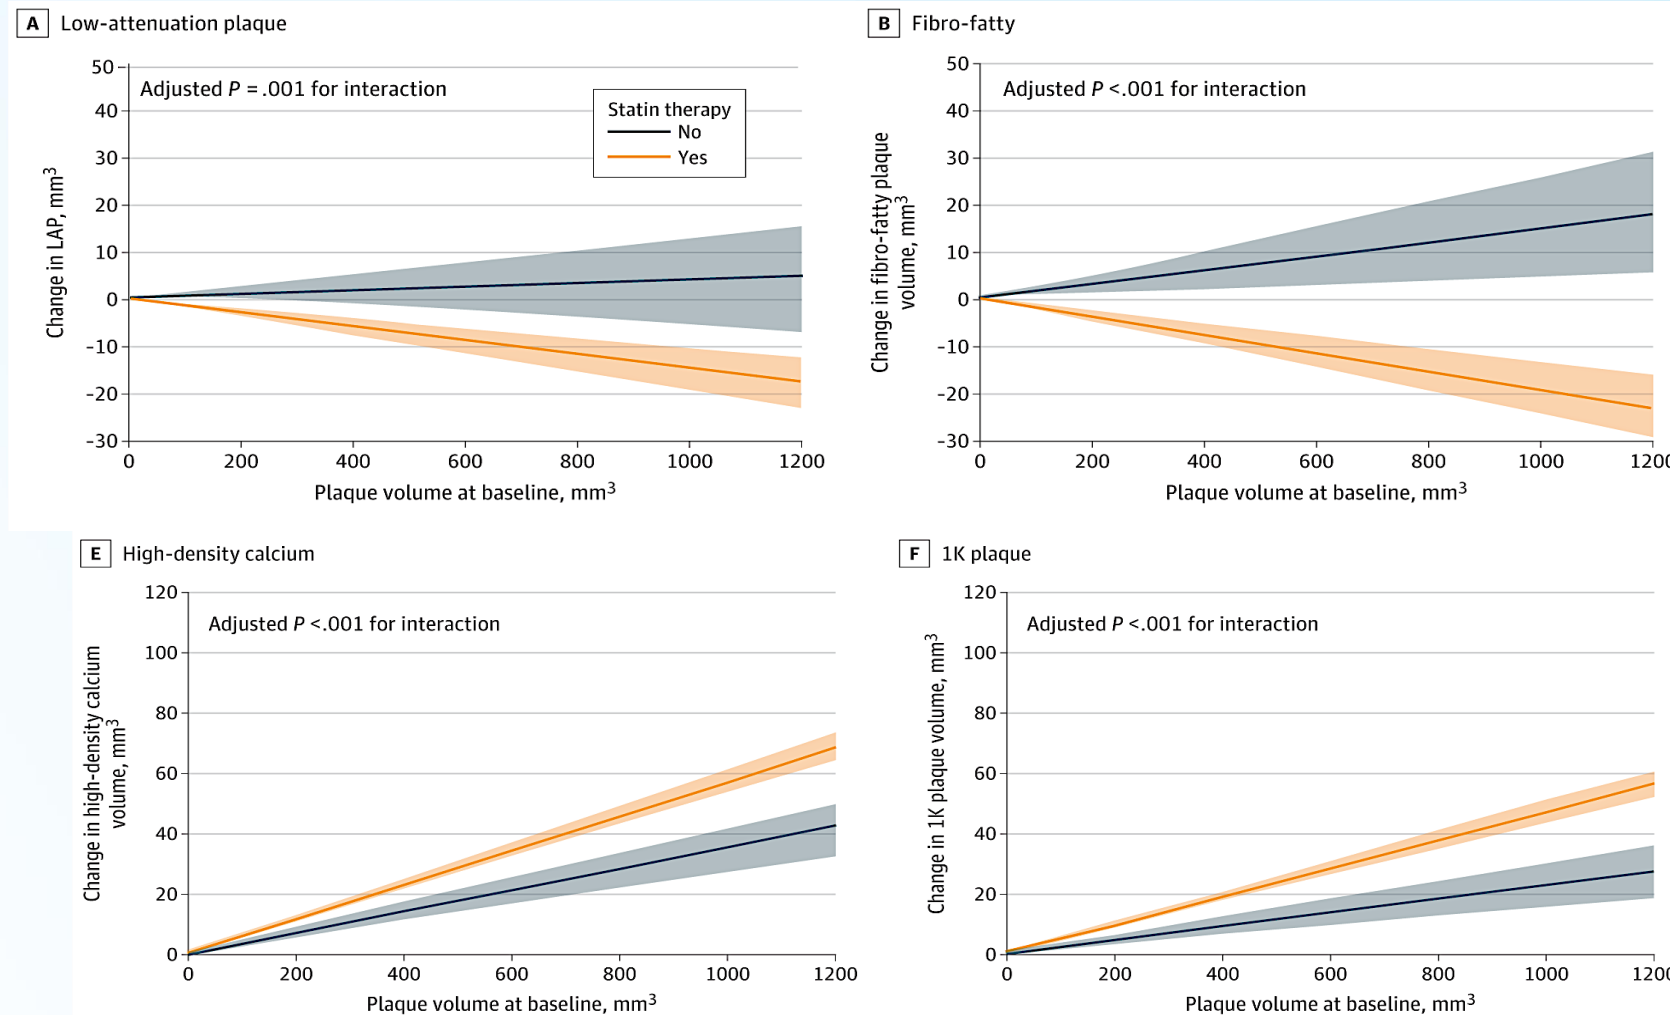 A Low-attenuation plaque
Adjusted P = .001 for interaction
Statin therapy
No
Yes
Change in LAP, mm³
50
40
30
20
10
0
-10
-20
-30
0 200 400 600 800 1000 1200
Plaque volume at baseline, mm³
B Fibro-fatty
Adjusted P <.001 for interaction
Change in fibro-fatty plaque
volume, mm³
50
40
30
20
10
0
-10
-20
-30
0 200 400 600 800 1000 1200
Plaque volume at baseline, mm³
E High-density calcium
Adjusted P <.001 for interaction
Change in high-density calcium
volume, mm³
120
100
80
60
40
20
0
0 200 400 600 800 1000 1200
Plaque volume at baseline, mm³
F 1K plaque
Adjusted P <.001 for interaction
Change in 1K plaque volume, mm³
120
100
80
60
40
20
0
0 200 400 600 800 1000 1200
Plaque volume at baseline, mm³